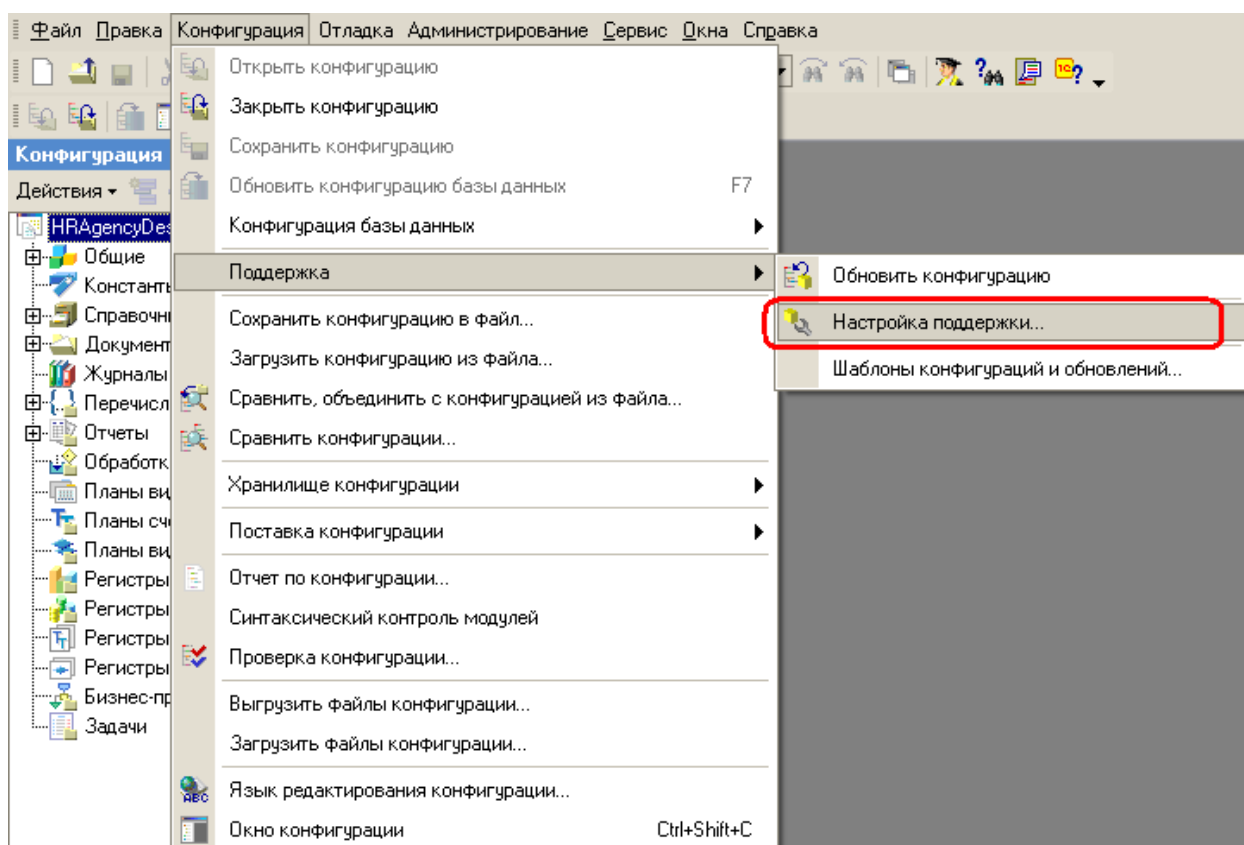 Файл Правка Конфигурация Отладка Администрирование Сервис Окна Справка
Конфигурация
Действия
HRAgencyDes
Общие
Константы
Справочни
Документ
Журналы
Перечисл
Отчеты
Обработк
Планы ви
Планы сч
Планы ви
Регистры
Регистры
Регистры
Регистры
Бизнес-пр
Задачи
Открыть конфигурацию
Закрыть конфигурацию
Сохранить конфигурацию
Обновить конфигурацию базы данных F7
Конфигурация базы данных
Поддержка
Сохранить конфигурацию в файл...
Загрузить конфигурацию из файла...
Сравнить, объединить с конфигурацией из файла...
Сравнить конфигурации...
Хранилище конфигурации
Поставка конфигурации
Отчет по конфигурации...
Синтаксический контроль модулей
Проверка конфигурации...
Выгрузить файлы конфигурации...
Загрузить файлы конфигурации...
ABC
Язык редактирования конфигурации...
Окно конфигурации Ctrl+Shift+C
Обновить конфигурацию
Настройка поддержки...
Шаблоны конфигураций и обновлений...